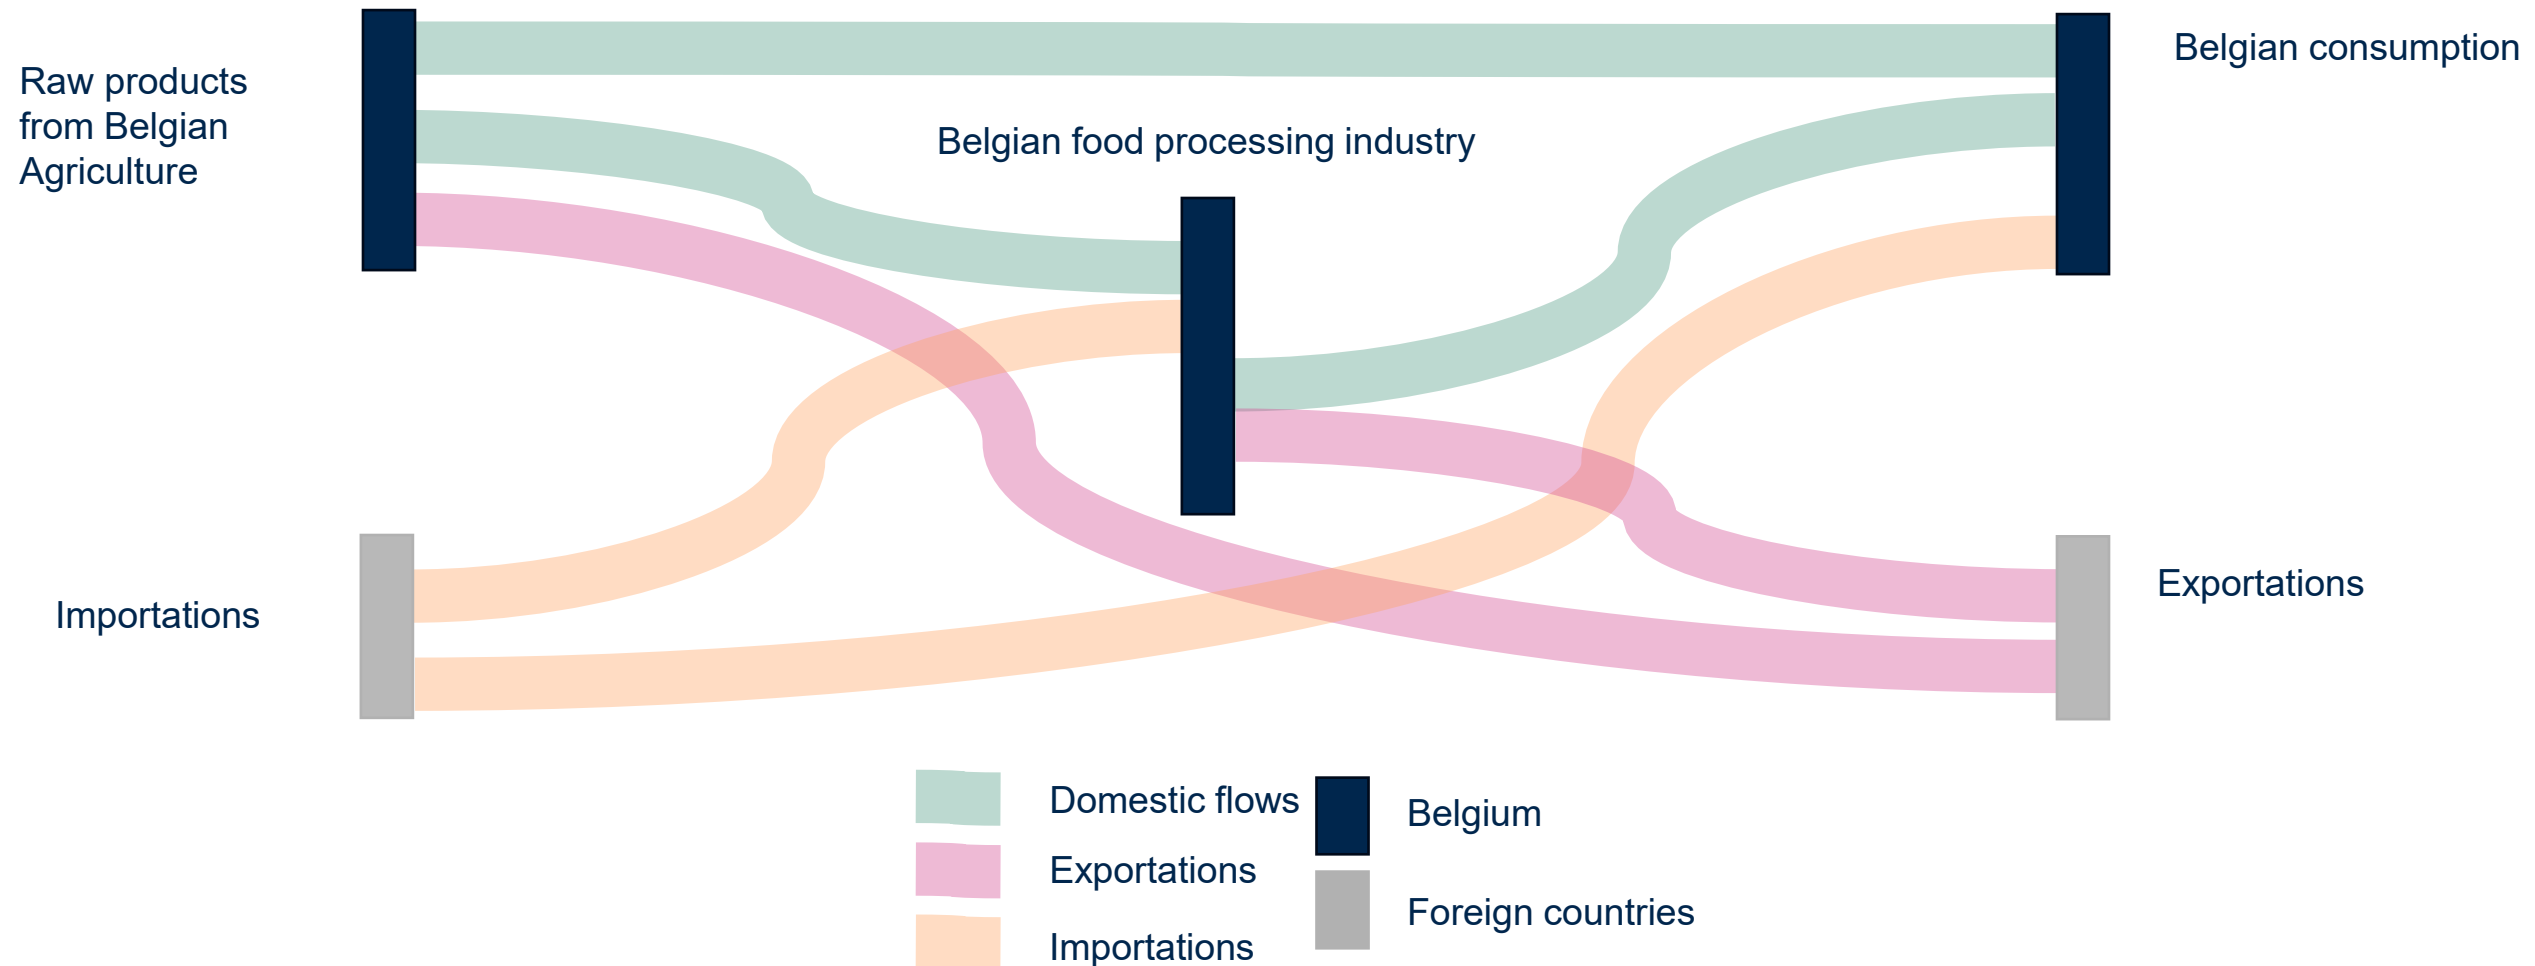 Raw products
from Belgian
Agriculture
Belgian food processing industry
Belgian consumption
Importations
Exportations
Domestic flows
Exportations
Importations
Belgium
Foreign countries